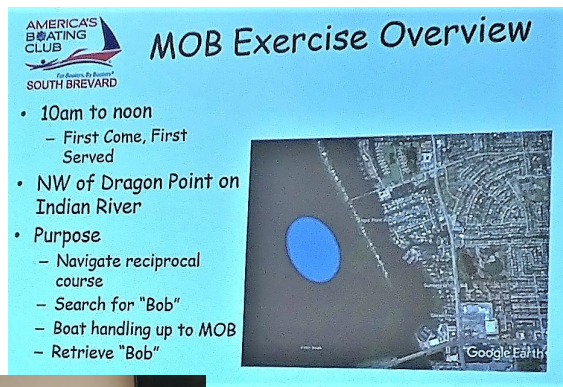 AMERICA'S
BOATING
CLUB
For Boaters, By Boaters®
SOUTH BREVARD
MOB Exercise Overview
• 10am to noon
– First Come, First
Served
• NW of Dragon Point on
Indian River
• Purpose
– Navigate reciprocal
course
– Search for "Bob"
– Boat handling up to MOB
– Retrieve "Bob"
Google Earth